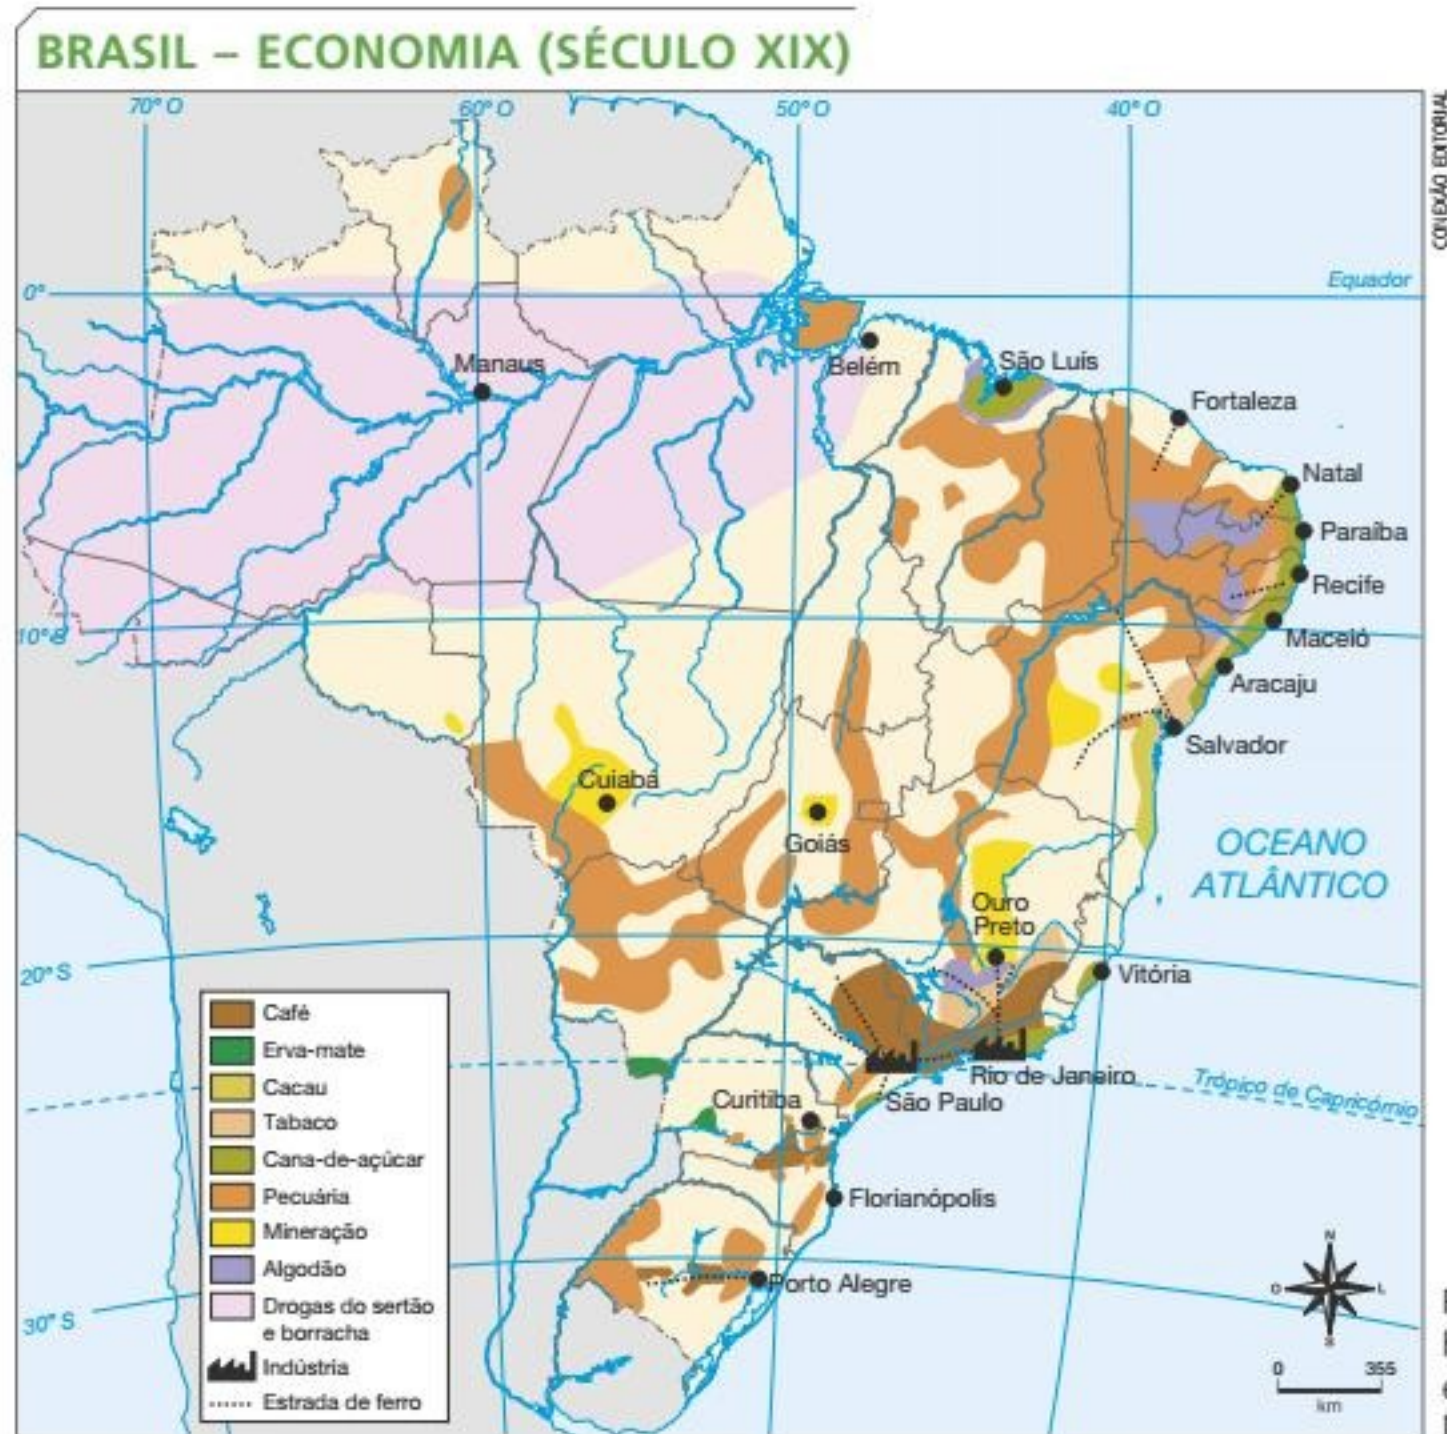 BRASIL – ECONOMIA (SÉCULO XIX)
70° O
60° O
50° O
40° O
CONEXÃO EDITORIAL
Equador
0°
Manaus
Belém
São Luís
Fortaleza
Natal
Paraíba
Recife
10° S
Maceió
Aracaju
Salvador
Cuiabá
Goiás
OCEANO
ATLÂNTICO
Ouro
Preto
20° S
Vitória
Rio de Janeiro
Trópico de Capricórnio
São Paulo
Curitiba
Florianópolis
Porto Alegre
30° S
Café
Erva-mate
Cacau
Tabaco
Cana-de-açúcar
Pecuária
Mineração
Algodão
Drogas do sertão
e borracha
Indústria
Estrada de ferro
N
O
L
S
0
355
km